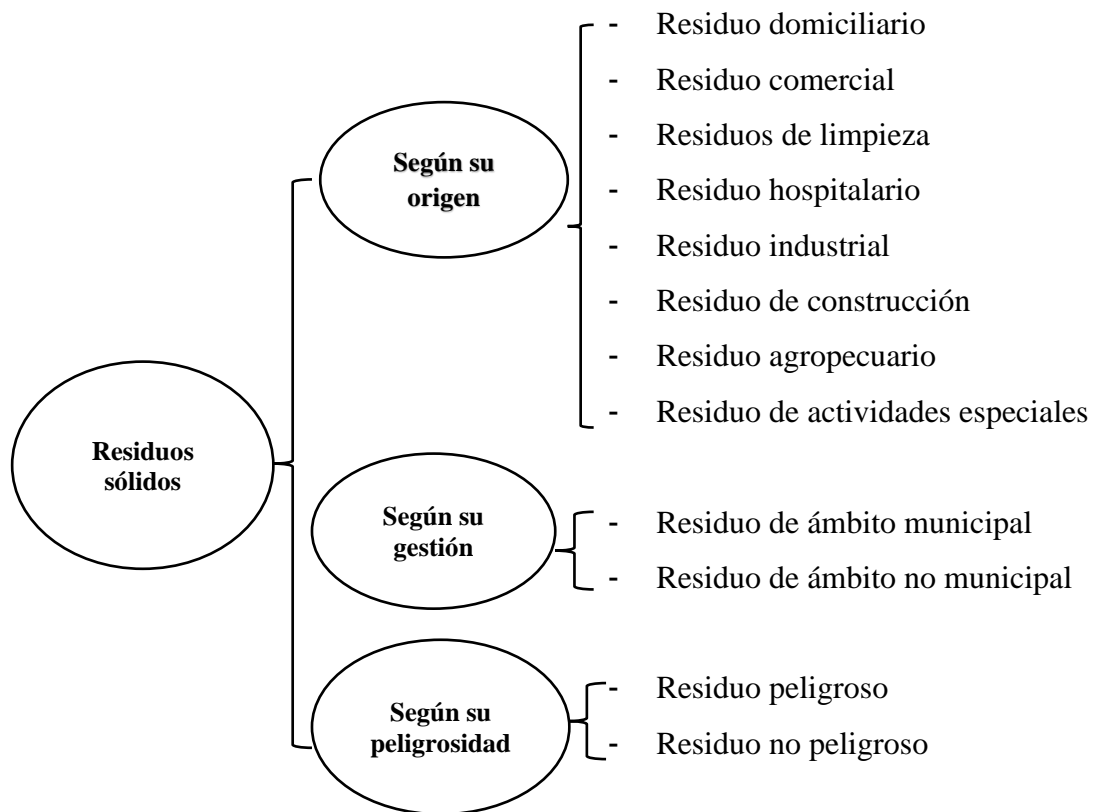 Residuos
sólidos
Según su
origen
- Residuo domiciliario
- Residuo comercial
- Residuos de limpieza
- Residuo hospitalario
- Residuo industrial
- Residuo de construcción
- Residuo agropecuario
- Residuo de actividades especiales
Según su
gestión
- Residuo de ámbito municipal
- Residuo de ámbito no municipal
Según su
peligrosidad
- Residuo peligroso
- Residuo no peligroso